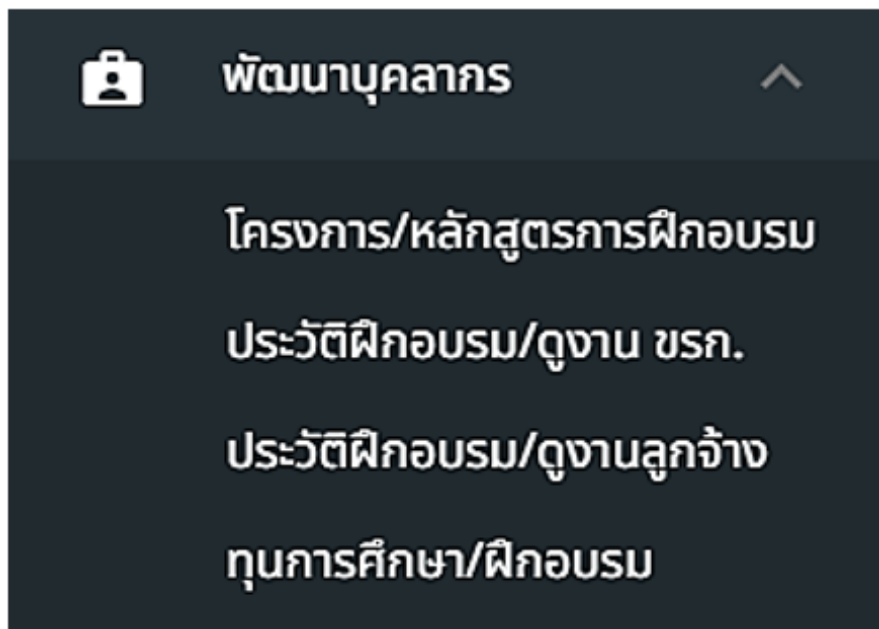 พัฒนาบุคลากร
โครงการ/หลักสูตรการฝึกอบรม
ประวัติฝึกอบรม/ดูงาน ขรก.
ประวัติฝึกอบรม/ดูงานลูกจ้าง
ทุนการศึกษา/ฝึกอบรม